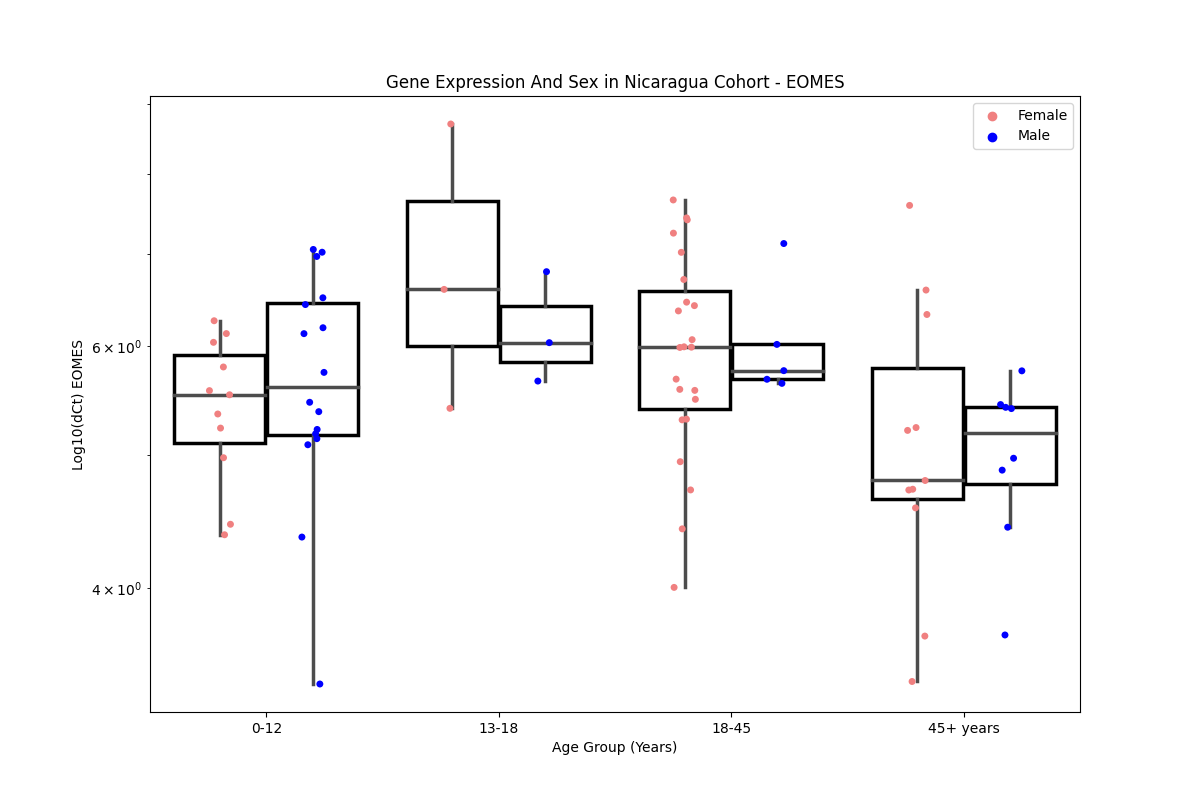 Gene Expression And Sex in Nicaragua Cohort - EOMES
Female
Male
Log10(dCt) EOMES
6 × 10⁰
4 × 10⁰
0-12
13-18
18-45
45+ years
Age Group (Years)